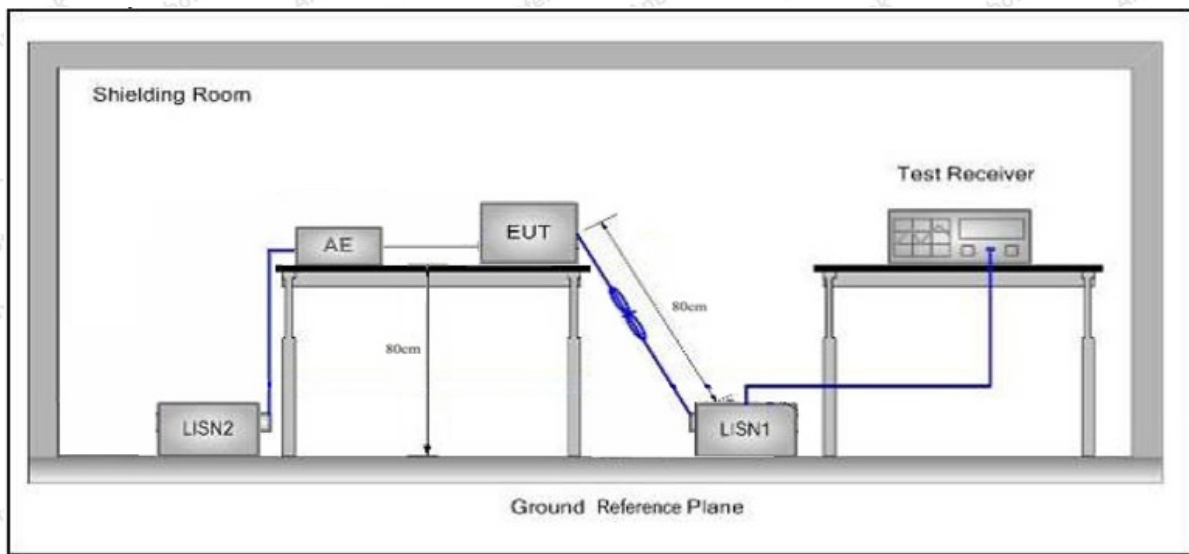 Shielding Room
Test Receiver
AE
EUT
80cm
80cm
LISN2
LISN1
Ground Reference Plane